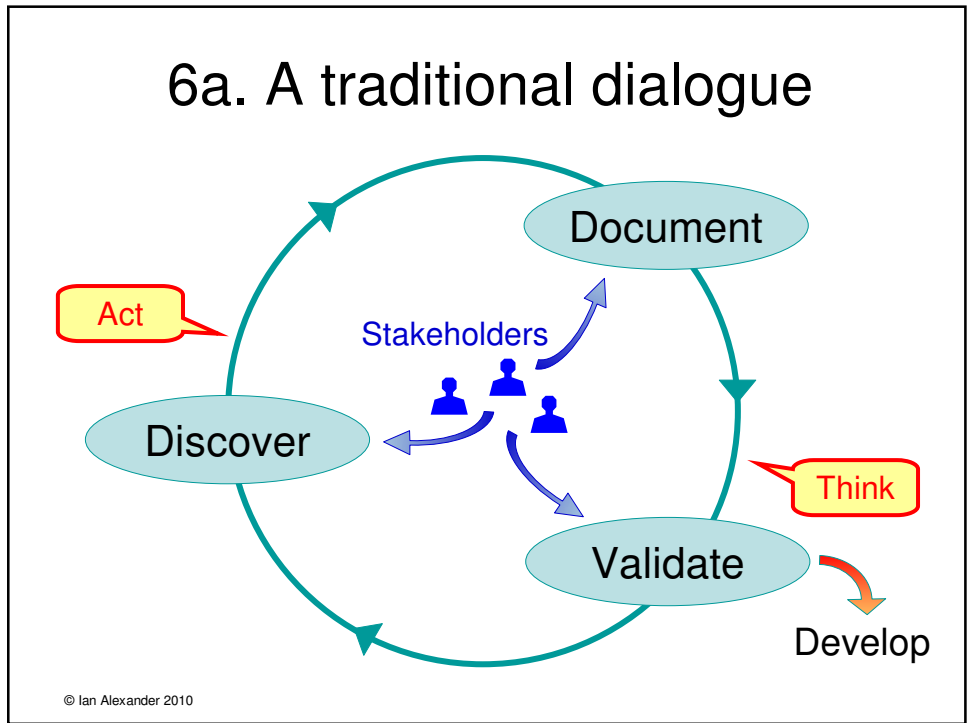 6a. A traditional dialogue
Document
Act
Stakeholders
Discover
Think
Validate
Develop
© Ian Alexander 2010